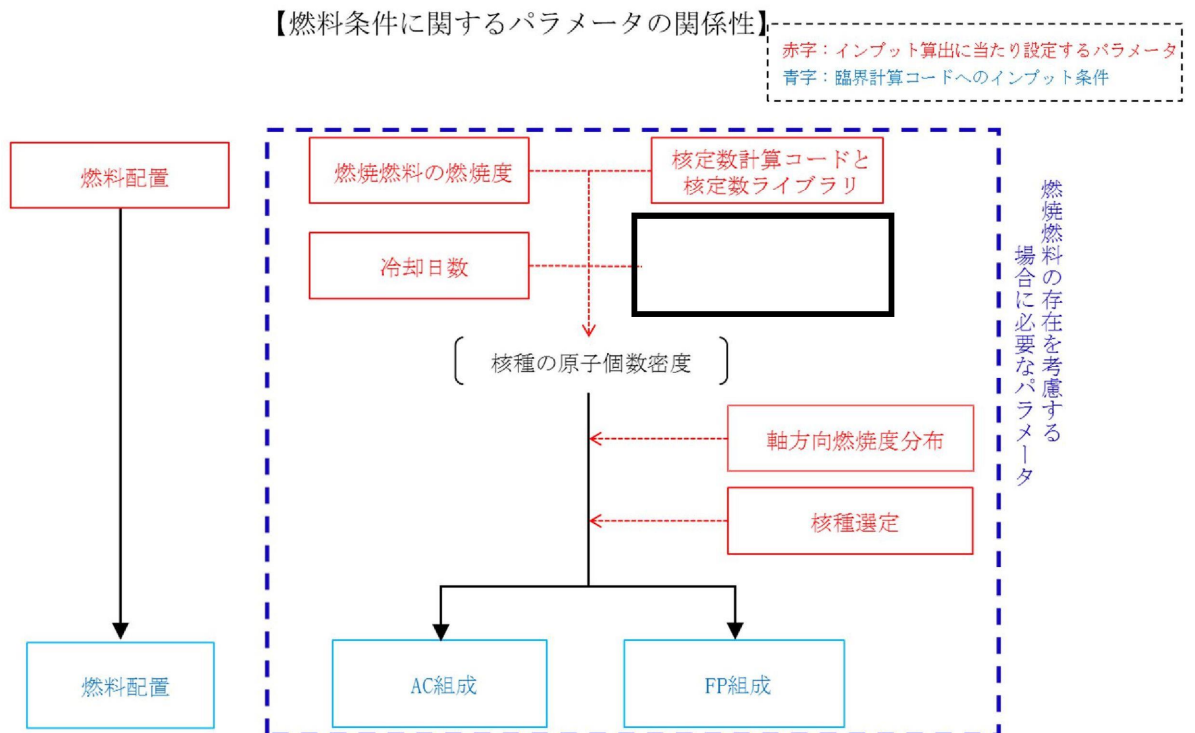 【燃料条件に関するパラメータの関係性】
赤字：インプット算出に当たり設定するパラメータ
青字：臨界計算コードへのインプット条件
燃料配置
燃焼燃料の燃焼度
核定数計算コードと
核定数ライブラリ
冷却日数
核種の原子個数密度
軸方向燃焼度分布
核種選定
燃料配置
AC組成
FP組成
燃焼燃料の存在を考慮する
場合に必要なパラメータ